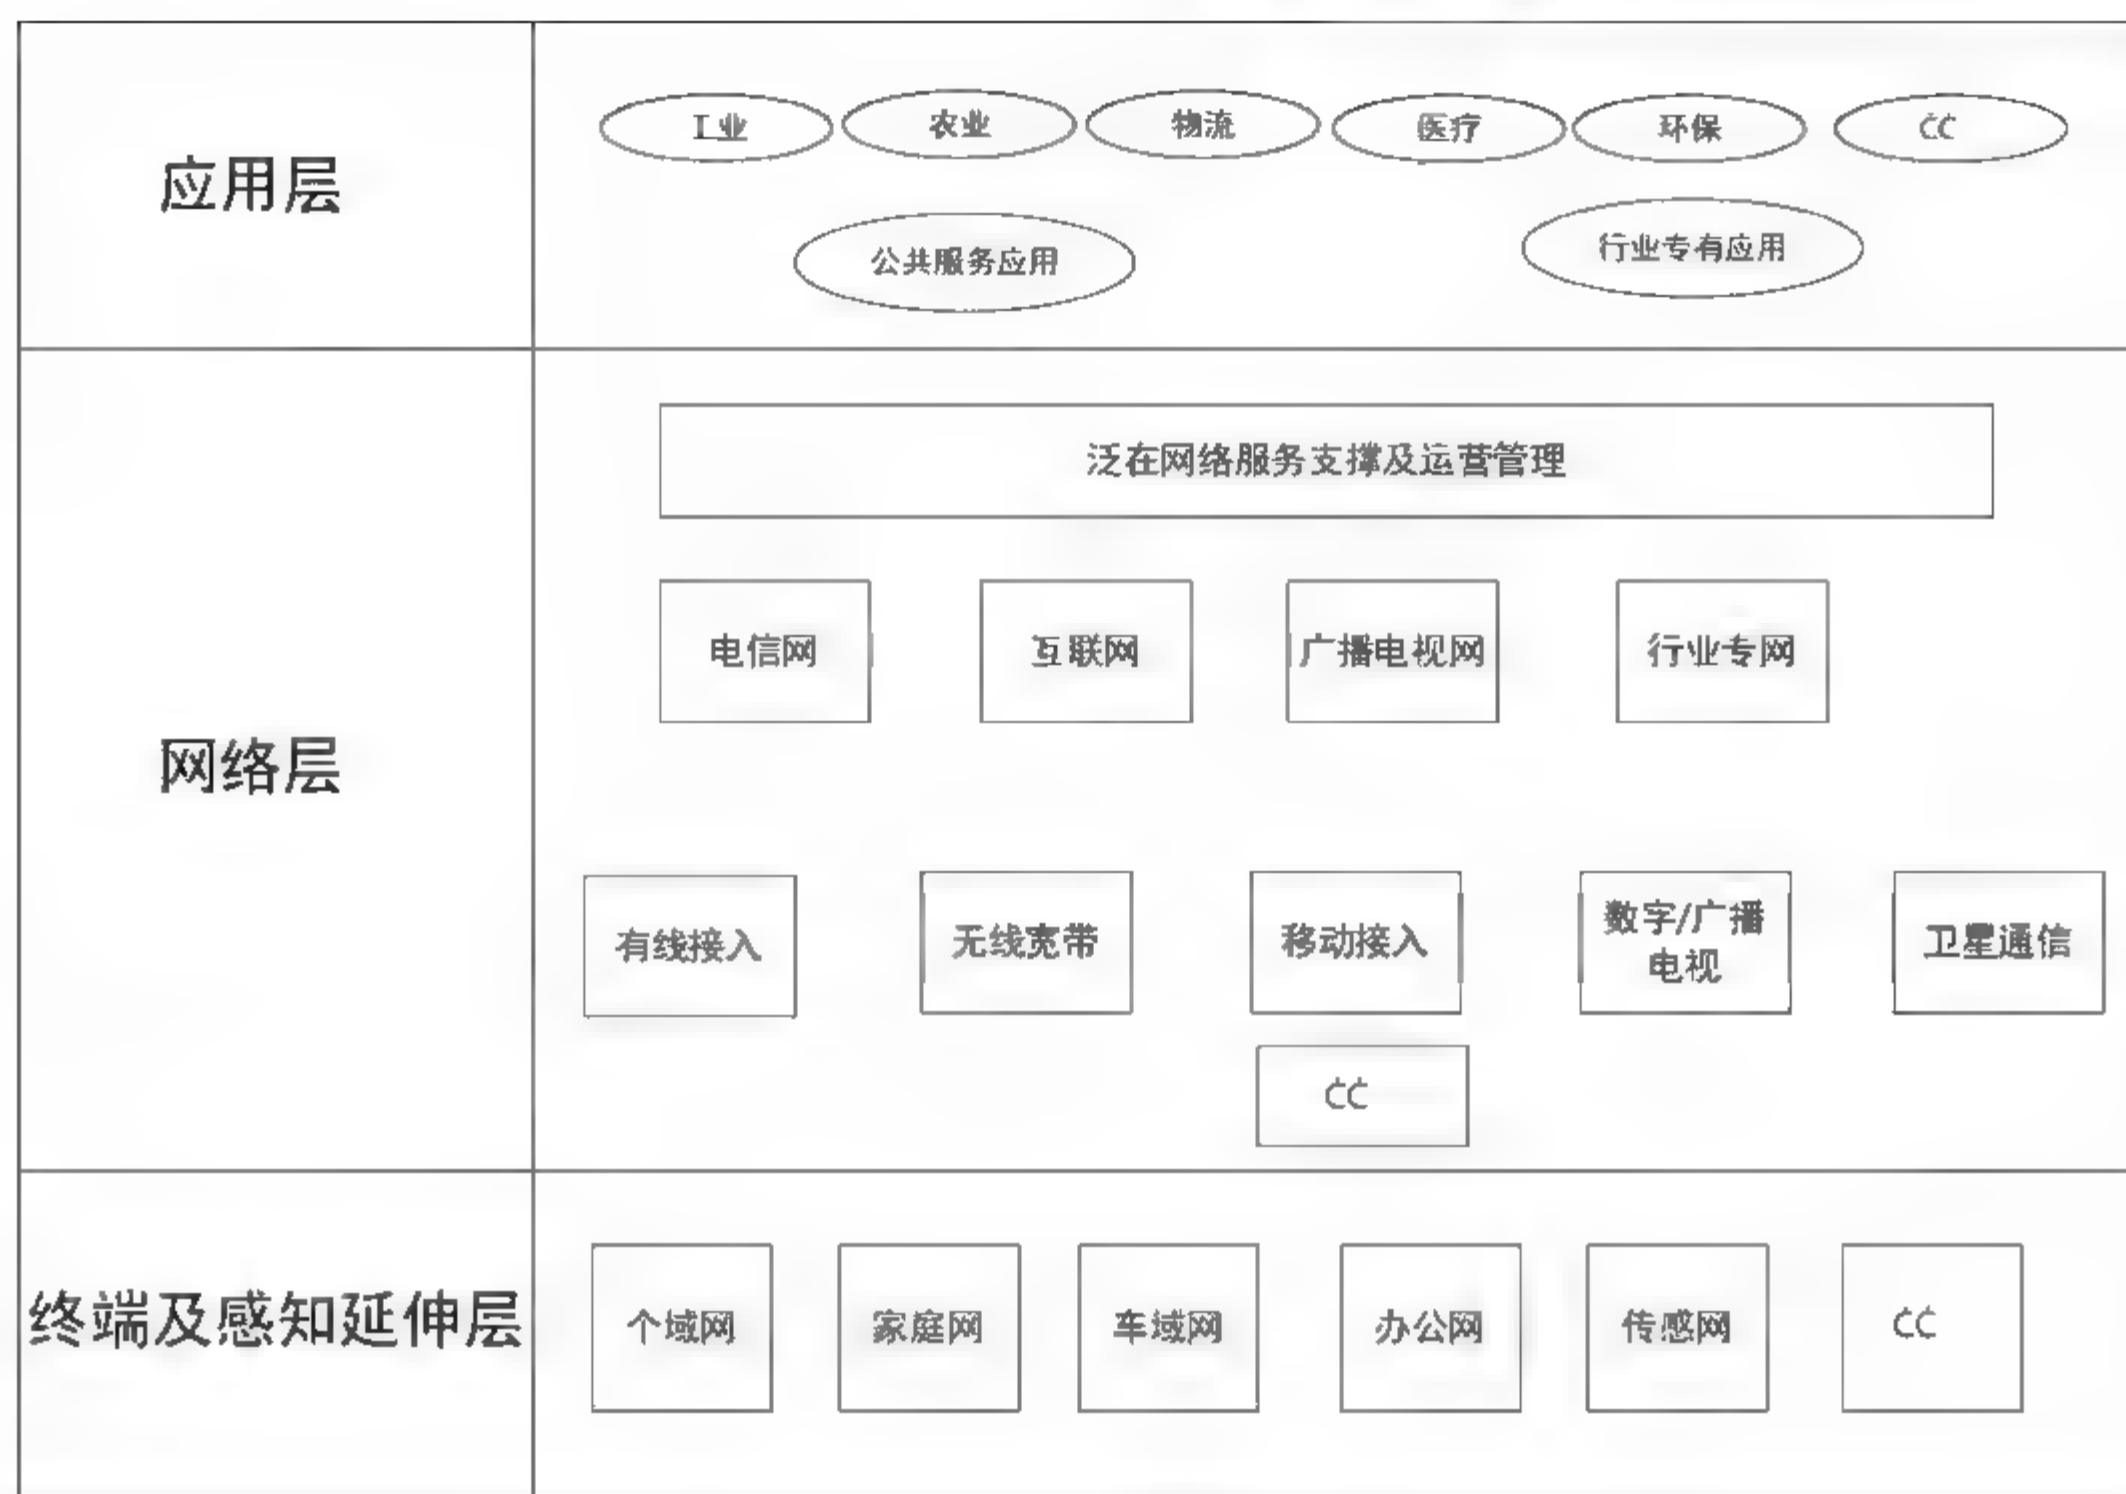 应用层
工业 农业 物流 医疗 环保 CC
公共服务应用 行业专有应用
网络层
泛在网络服务支撑及运营管理
电信网 互联网 广播电视网 行业专网
有线接入 无线宽带 移动接入 数字/广播 卫星通信
电视
CC
终端及感知延伸层
个域网 家庭网 车域网 办公网 传感网 CC